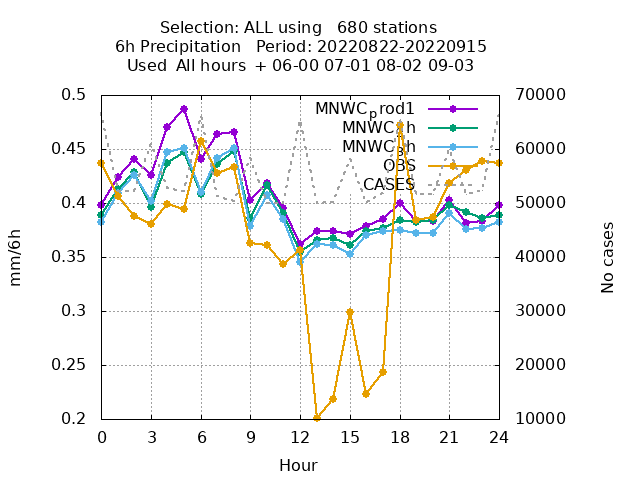 Selection: ALL using   680 stations
6h Precipitation   Period: 20220822-20220915
Used  All hours  + 06-00 07-01 08-02 09-03
0.5
0.45
0.4
0.35
0.3
0.25
0.2
70000
60000
50000
40000
30000
20000
10000
mm/6h
No cases
MNWCprod1
OBS
CASES
0 3 6 9 12 15 18 21 24
Hour